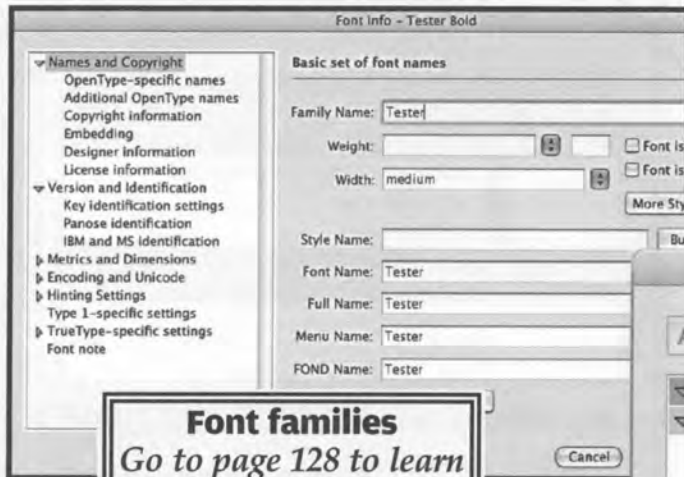 Font Info – Tester Bold
Names and Copyright
OpenType-specific names
Additional OpenType names
Copyright information
Embedding
Designer information
License information
Version and Identification
Key identification settings
Panose identification
IBM and MS identification
Metrics and Dimensions
Encoding and Unicode
Hinting Settings
Type 1-specific settings
TrueType-specific settings
Font note
Basic set of font names
Family Name: Tester
Weight:
Font is
Width: medium
Font is
More Sty
Style Name:
Bu
Font Name: Tester
Full Name: Tester
Menu Name: Tester
FOND Name: Tester
Cancel
A
Font families
Go to page 128 to learn